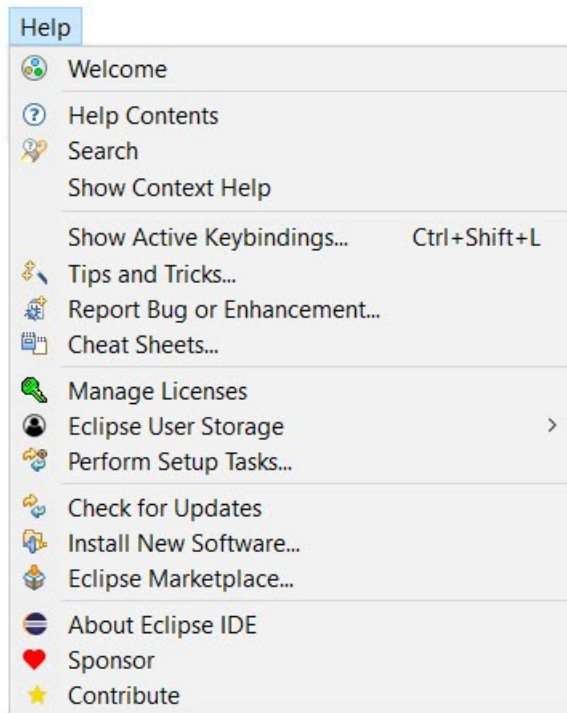 Help
Welcome
Help Contents
Search
Show Context Help
Show Active Keybindings... Ctrl+Shift+L
Tips and Tricks...
Report Bug or Enhancement...
Cheat Sheets...
Manage Licenses
Eclipse User Storage
Perform Setup Tasks...
Check for Updates
Install New Software...
Eclipse Marketplace...
About Eclipse IDE
Sponsor
Contribute